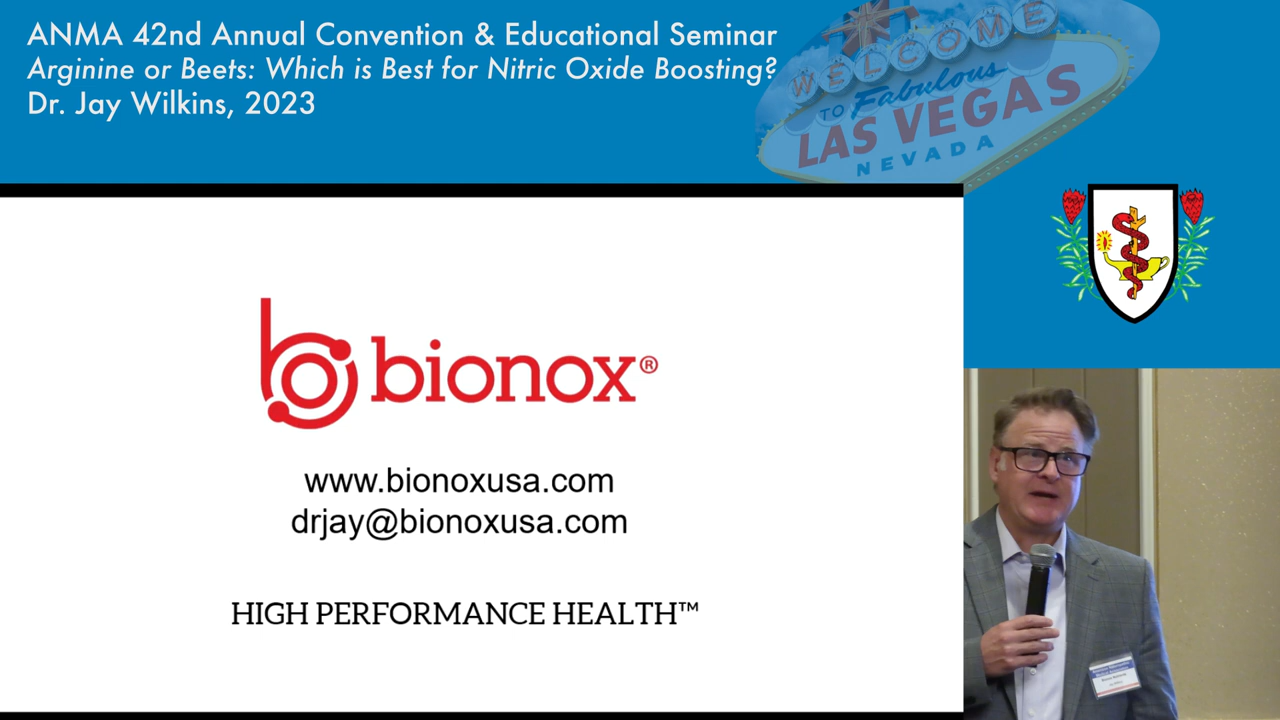 ANMA 42nd Annual Convention & Educational Seminar
Arginine or Beets: Which is Best for Nitric Oxide Boosting?
Dr. Jay Wilkins, 2023
WELCOME
TO Fabulous
LAS VEGAS
NEVADA
bionox®
www.bionoxusa.com
drjay@bionoxusa.com
HIGH PERFORMANCE HEALTH™